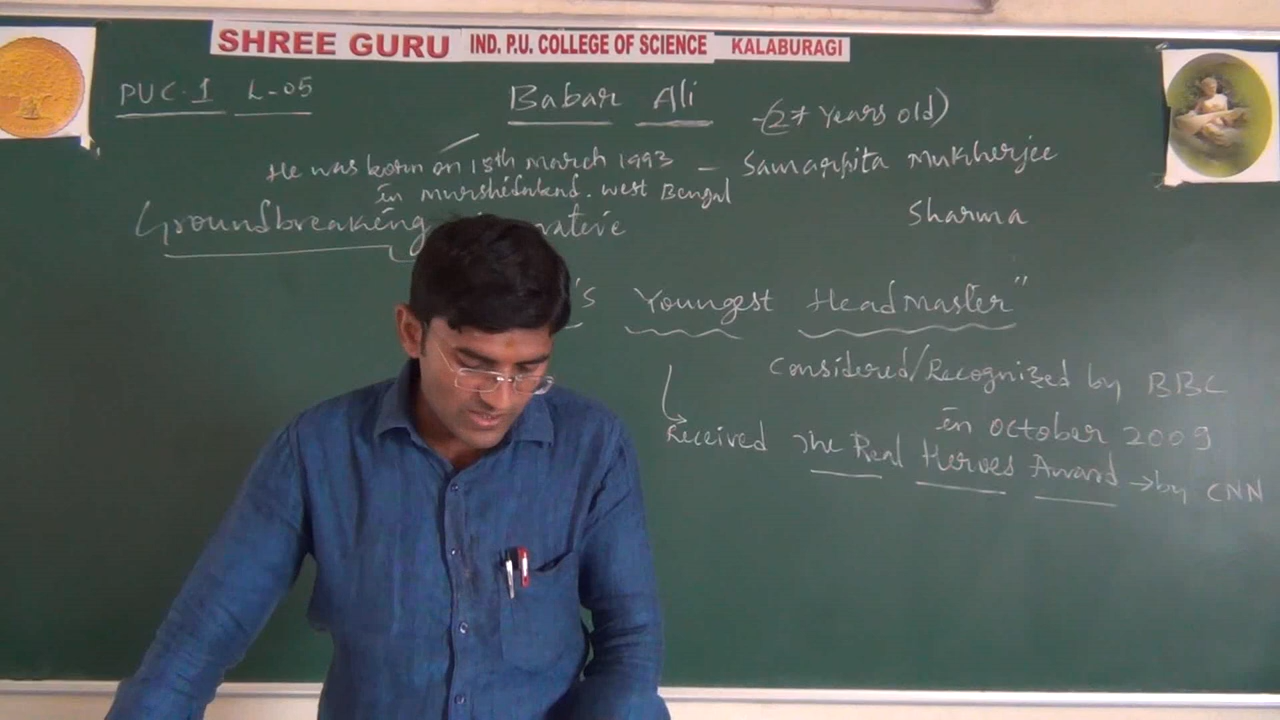 SHREE GURU IND. P.U. COLLEGE OF SCIENCE KALABURAGI
PUC-1 L-05
Babar Ali
(27 Years old)
He was born on 18th March 1993 - Samarpita Mukherjee
in Murshidabad. West Bengal
Sharma
Groundbreaking
's Youngest Headmaster"
Considered/Recognized by BBC
in October 2009
Received The Real Heroes Award → by CNN